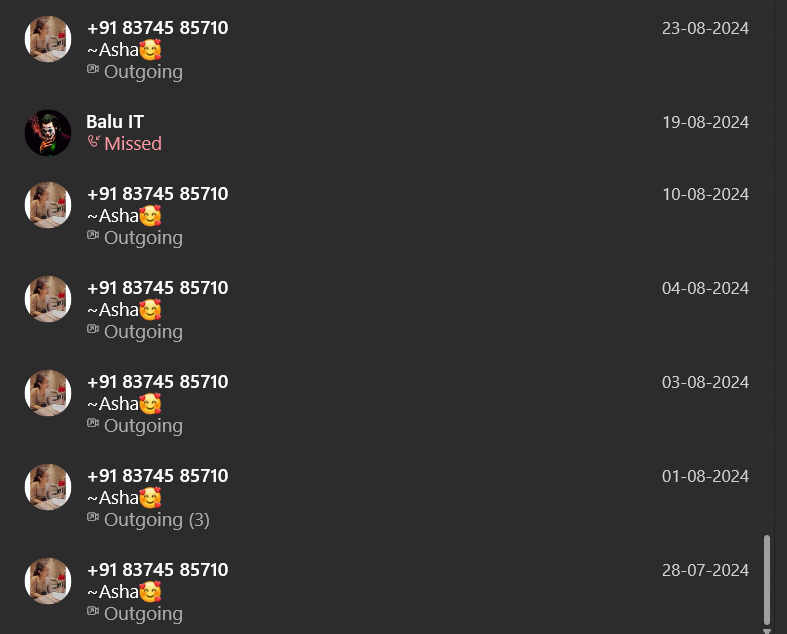 +91 83745 85710
23-08-2024
~Asha🥰
Outgoing
Balu IT
19-08-2024
Missed
+91 83745 85710
10-08-2024
~Asha🥰
Outgoing
+91 83745 85710
04-08-2024
~Asha🥰
Outgoing
+91 83745 85710
03-08-2024
~Asha🥰
Outgoing
+91 83745 85710
01-08-2024
~Asha🥰
Outgoing (3)
+91 83745 85710
28-07-2024
~Asha🥰
Outgoing